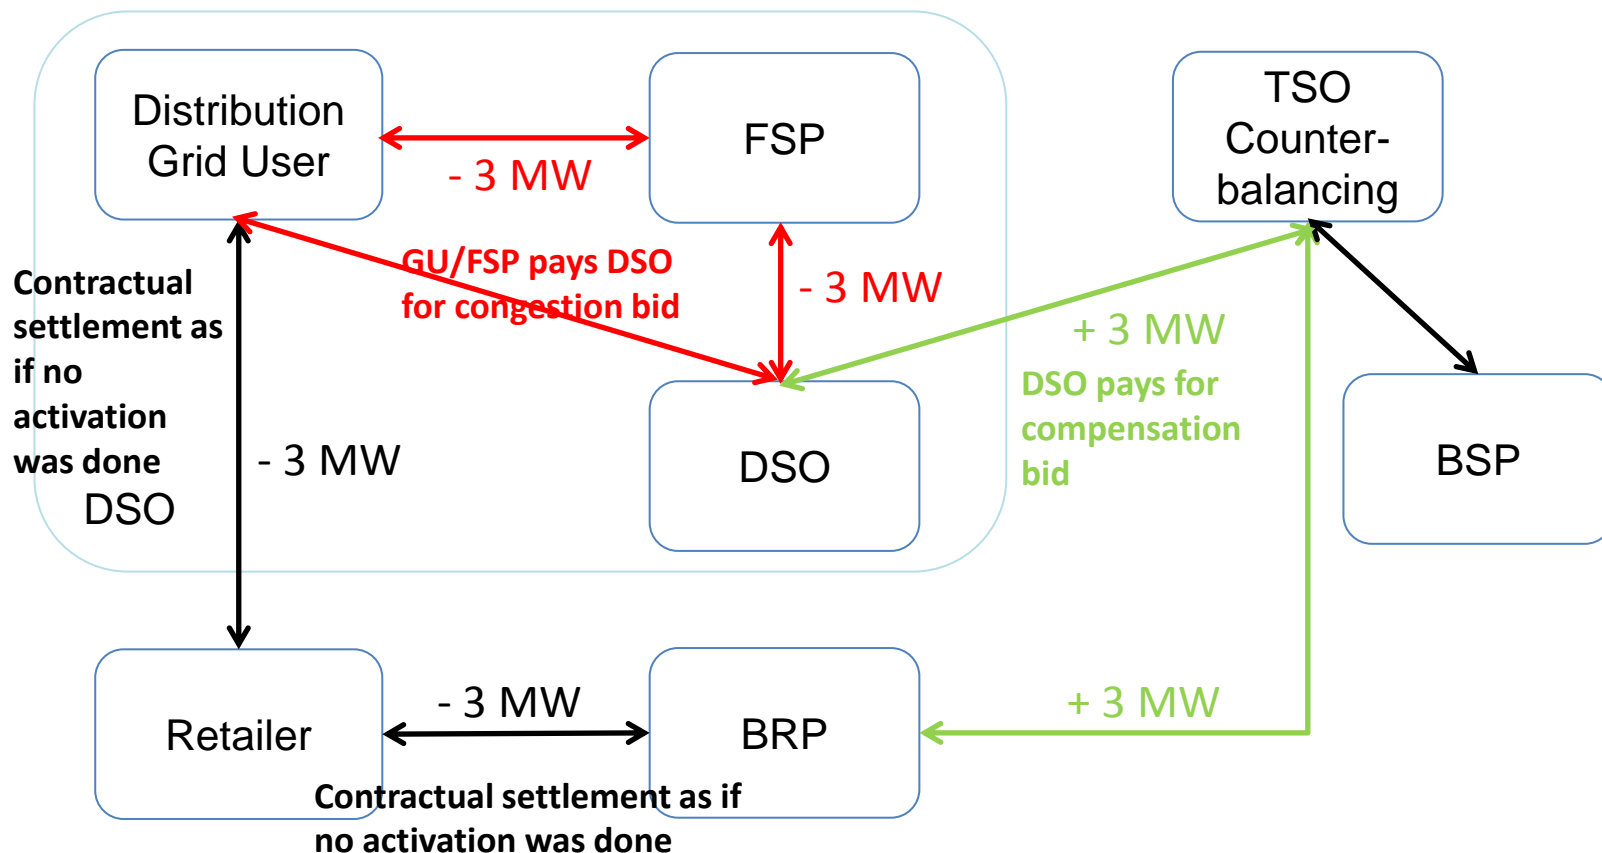 Distribution
Grid User
FSP
TSO
Counter-
balancing
- 3 MW
GU/FSP pays DSO
for congestion bid
- 3 MW
Contractual
settlement as
if no
activation
was done
DSO
- 3 MW
+ 3 MW
DSO pays for
compensation
bid
DSO
BSP
Retailer
- 3 MW
BRP
+ 3 MW
Contractual settlement as if
no activation was done